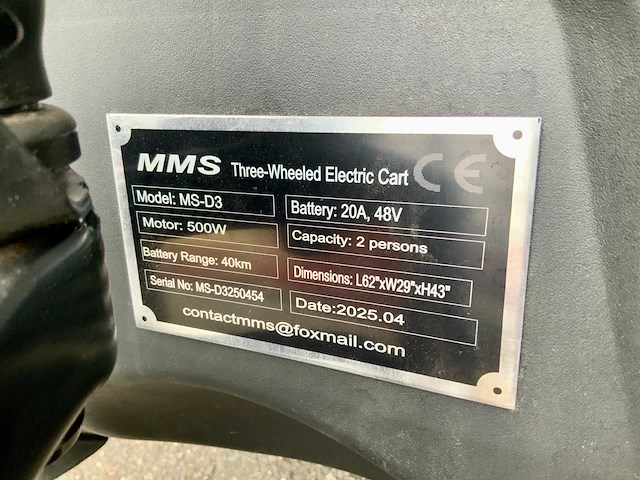 MMS Three-Wheeled Electric Cart CE
Model: MS-D3
Battery: 20A, 48V
Motor: 500W
Capacity: 2 persons
Battery Range: 40km
Dimensions: L62"xW29"xH43"
Serial No: MS-D3250454
Date:2025.04
contactmms@foxmail.com